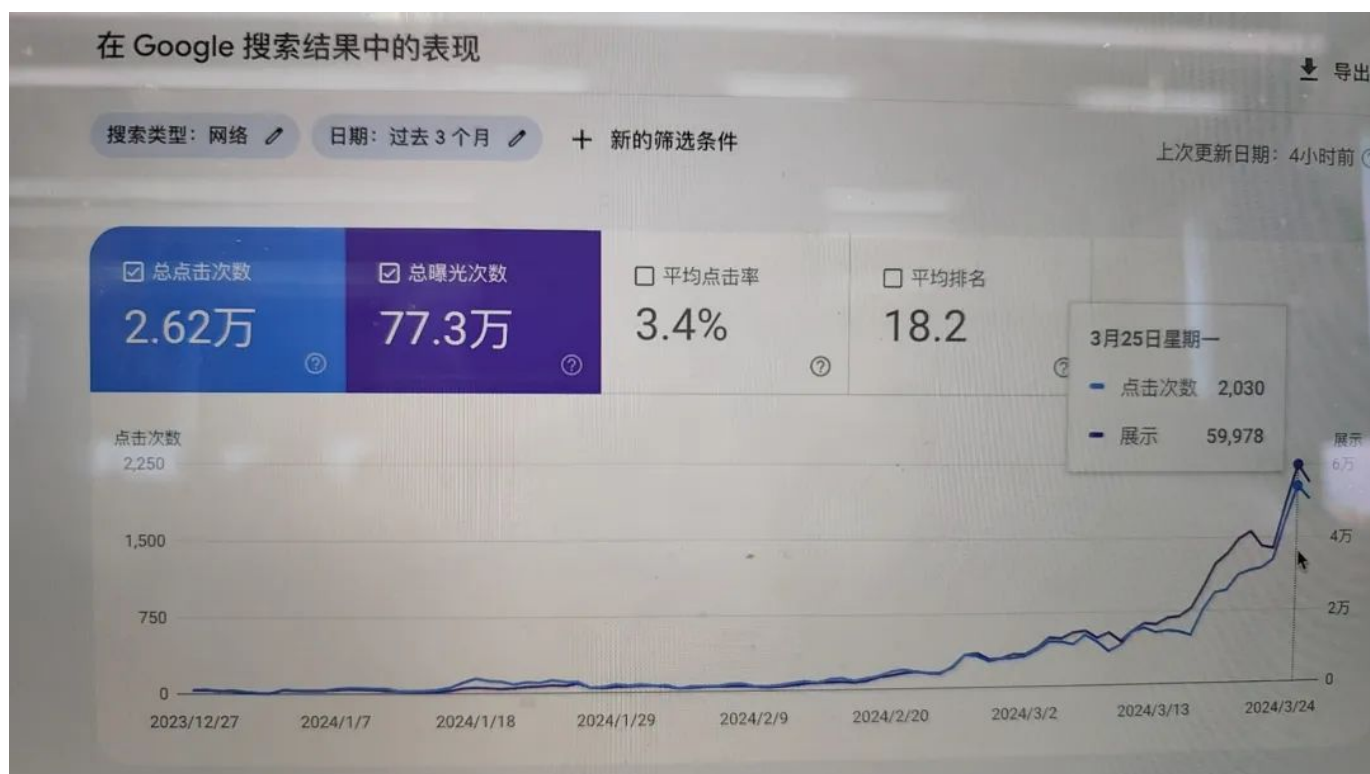 在 Google 搜索结果中的表现
导出
搜索类型：网络
日期：过去 3 个月
+ 新的筛选条件
上次更新日期：4小时前
总点击次数
2.62万
总曝光次数
77.3万
平均点击率
3.4%
平均排名
18.2
3月25日星期一
点击次数 2,030
展示 59,978
点击次数
展示
2,250
6万
1,500
4万
750
2万
0
0
2023/12/27 2024/1/7 2024/1/18 2024/1/29 2024/2/9 2024/2/20 2024/3/2 2024/3/13 2024/3/24